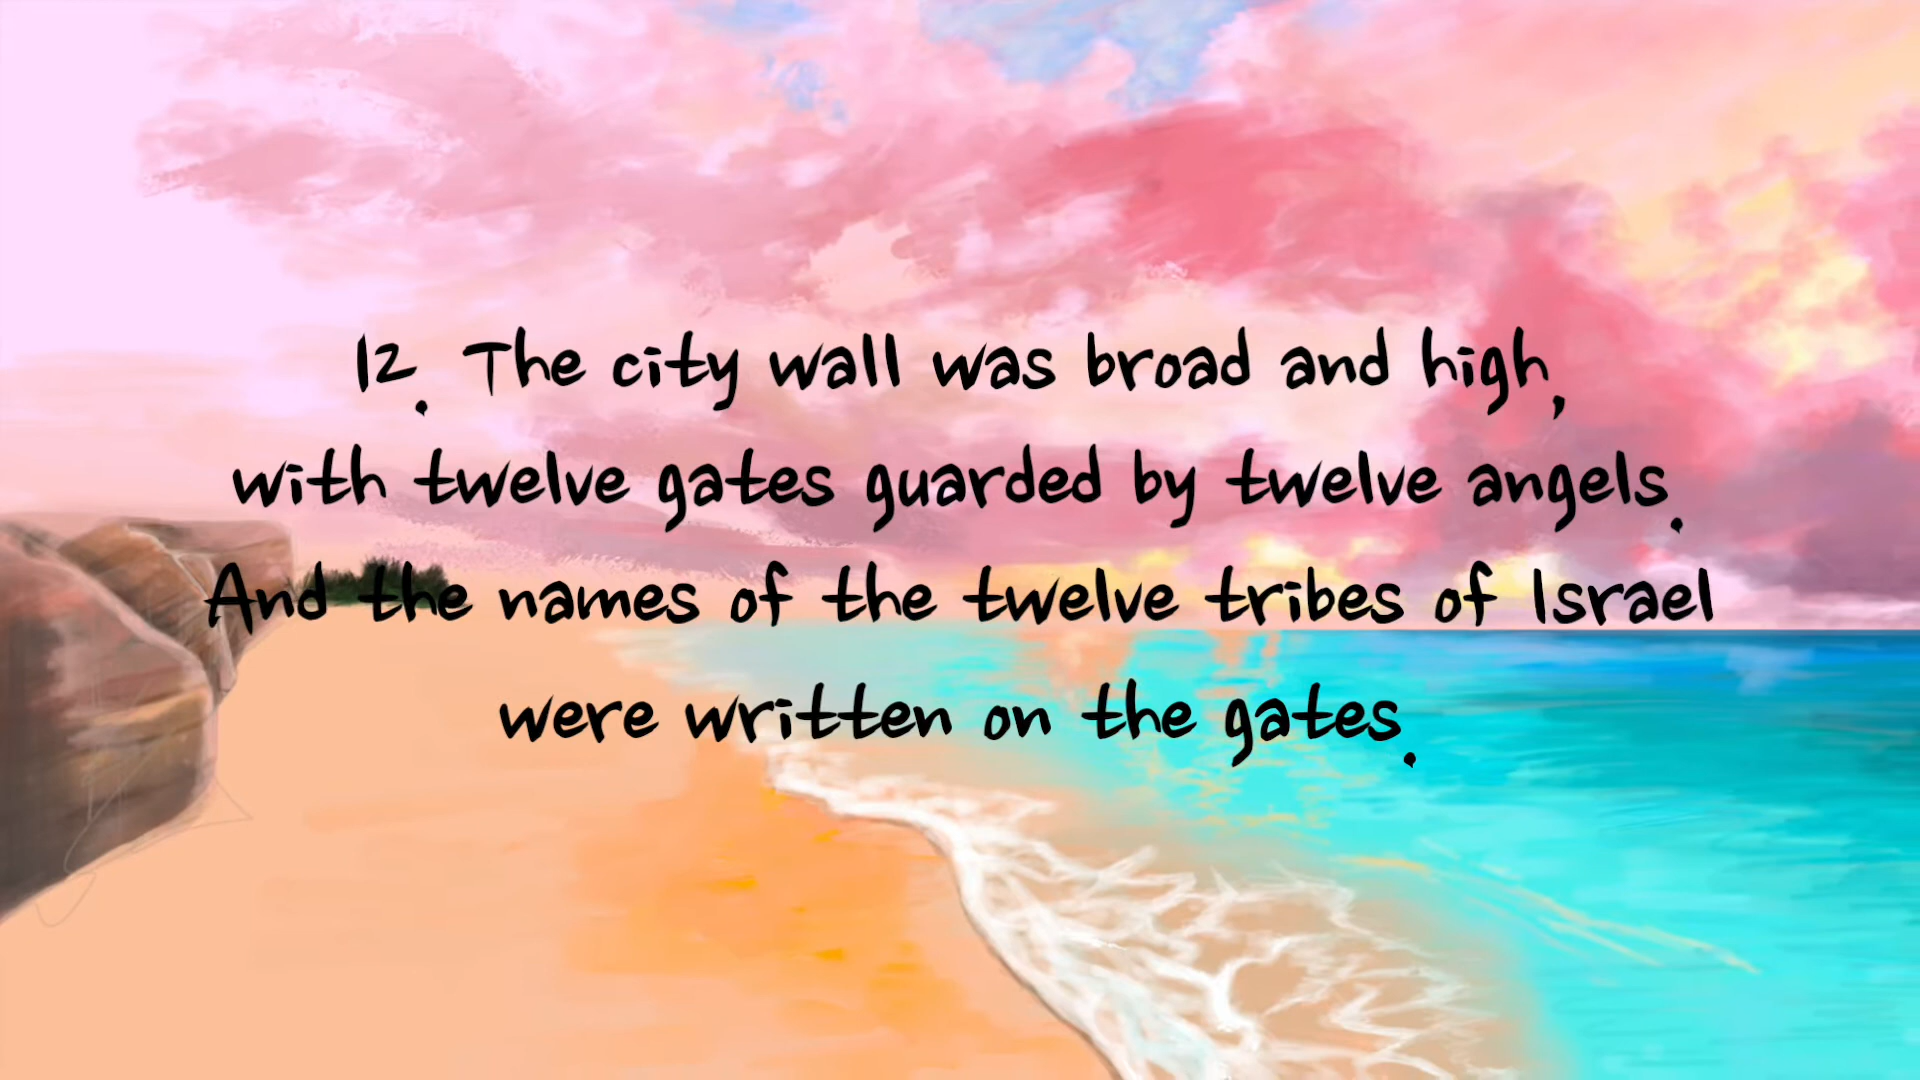 12. The city wall was broad and high,
with twelve gates guarded by twelve angels.
And the names of the twelve tribes of Israel
were written on the gates.